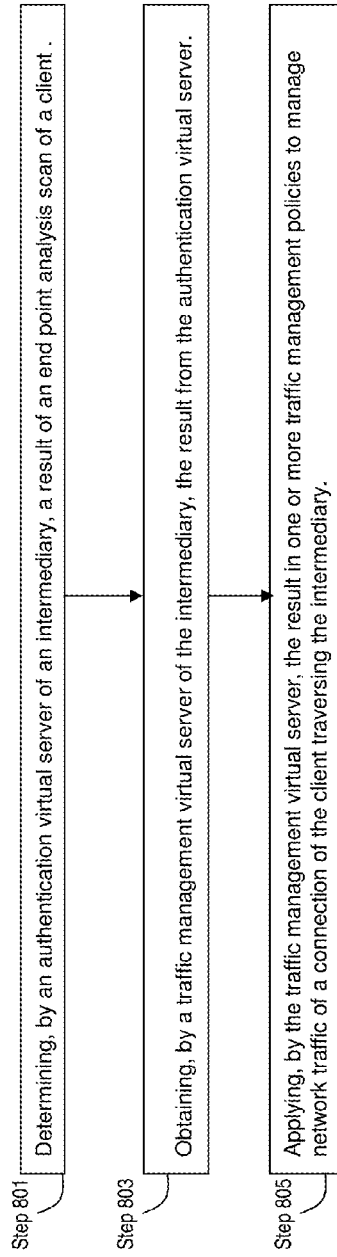 Step 801
Determining, by an authentication virtual server of an intermediary, a result of an end point analysis scan of a client .
Step 803
Obtaining, by a traffic management virtual server of the intermediary, the result from the authentication virtual server.
Step 805
Applying, by the traffic management virtual server, the result in one or more traffic management policies to manage
network traffic of a connection of the client traversing the intermediary.